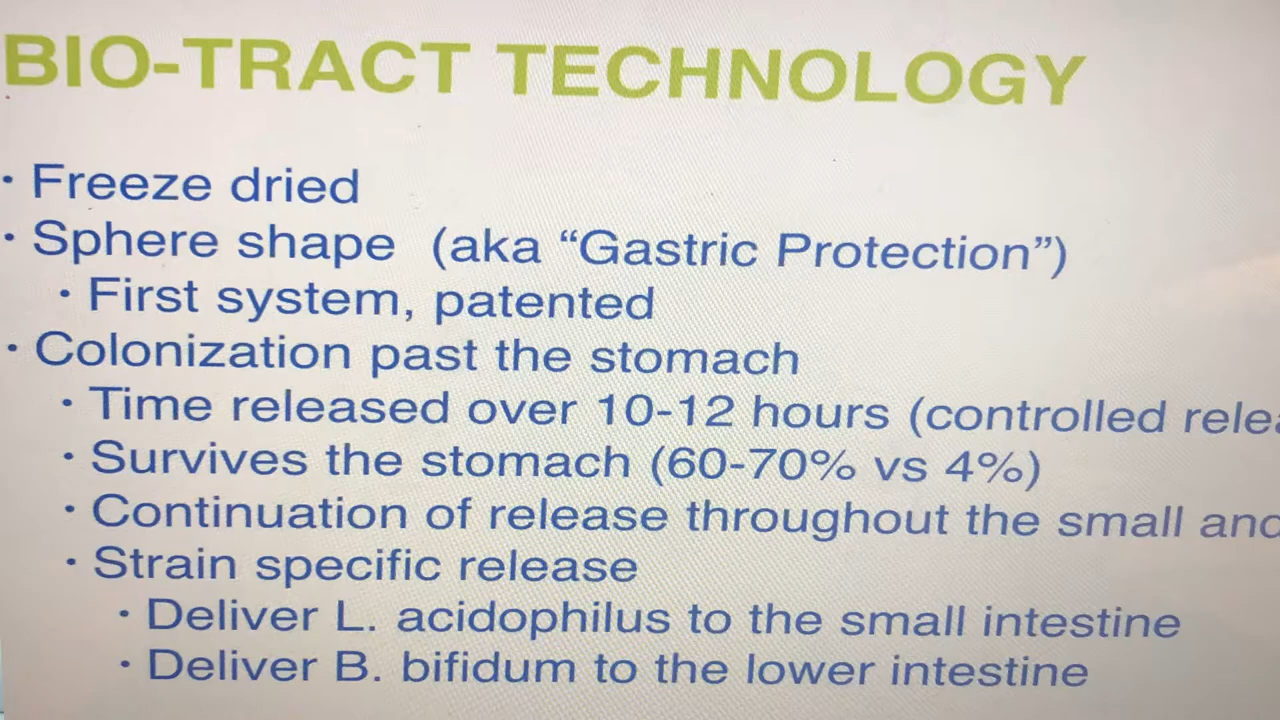 BIO-TRACT TECHNOLOGY
· Freeze dried
· Sphere shape (aka “Gastric Protection”)
· First system, patented
· Colonization past the stomach
· Time released over 10-12 hours (controlled
· Survives the stomach (60-70% vs 4%)
· Continuation of release throughout the small and
· Strain specific release
· Deliver L. acidophilus to the small intestine
· Deliver B. bifidum to the lower intestine